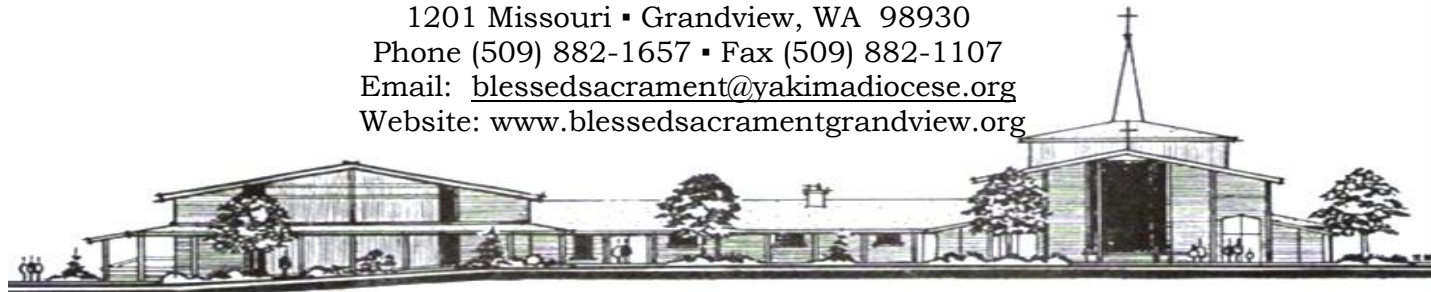 1201 Missouri ▪ Grandview, WA  98930
Phone (509) 882-1657 ▪ Fax (509) 882-1107
Email:  blessedsacrament@yakimadiocese.org
Website: www.blessedsacramentgrandview.org